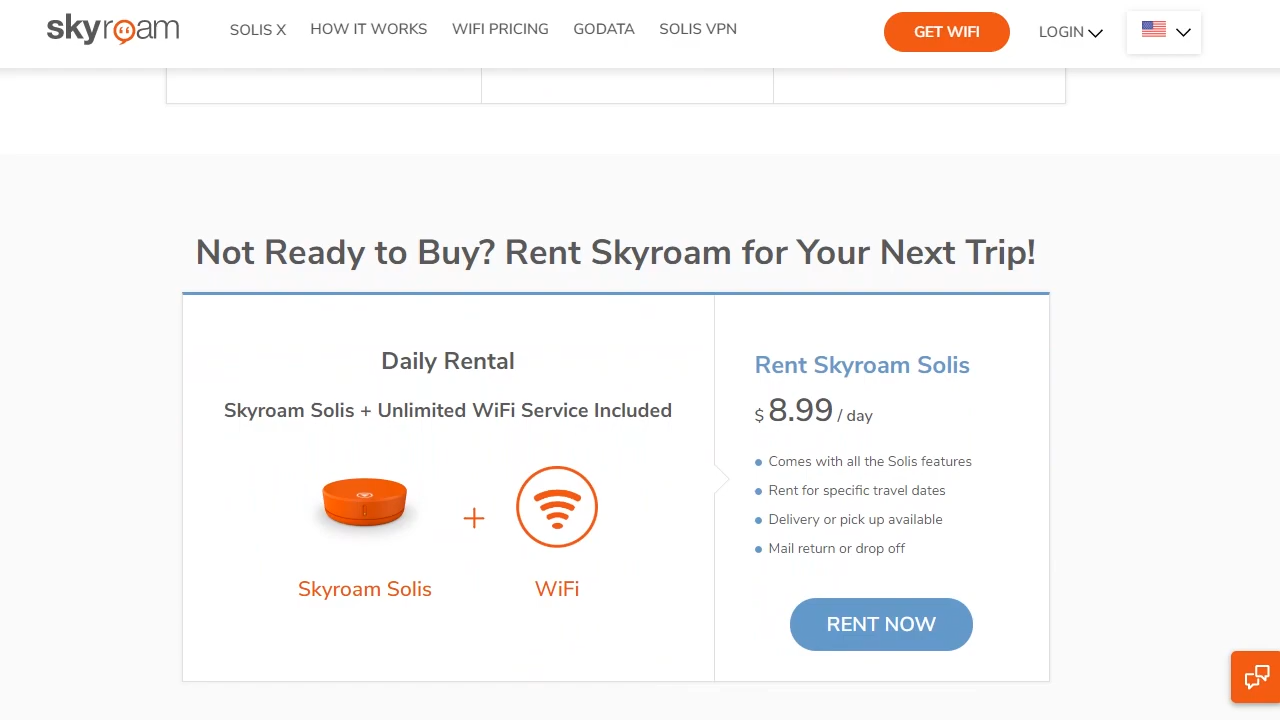 skyroam
SOLIS X HOW IT WORKS WIFI PRICING GODATA SOLIS VPN GET WIFI LOGIN
Not Ready to Buy? Rent Skyroam for Your Next Trip!
Daily Rental
Skyroam Solis + Unlimited WiFi Service Included
+
Skyroam Solis WiFi
Rent Skyroam Solis
$ 8.99 / day
Comes with all the Solis features
Rent for specific travel dates
Delivery or pick up available
Mail return or drop off
RENT NOW